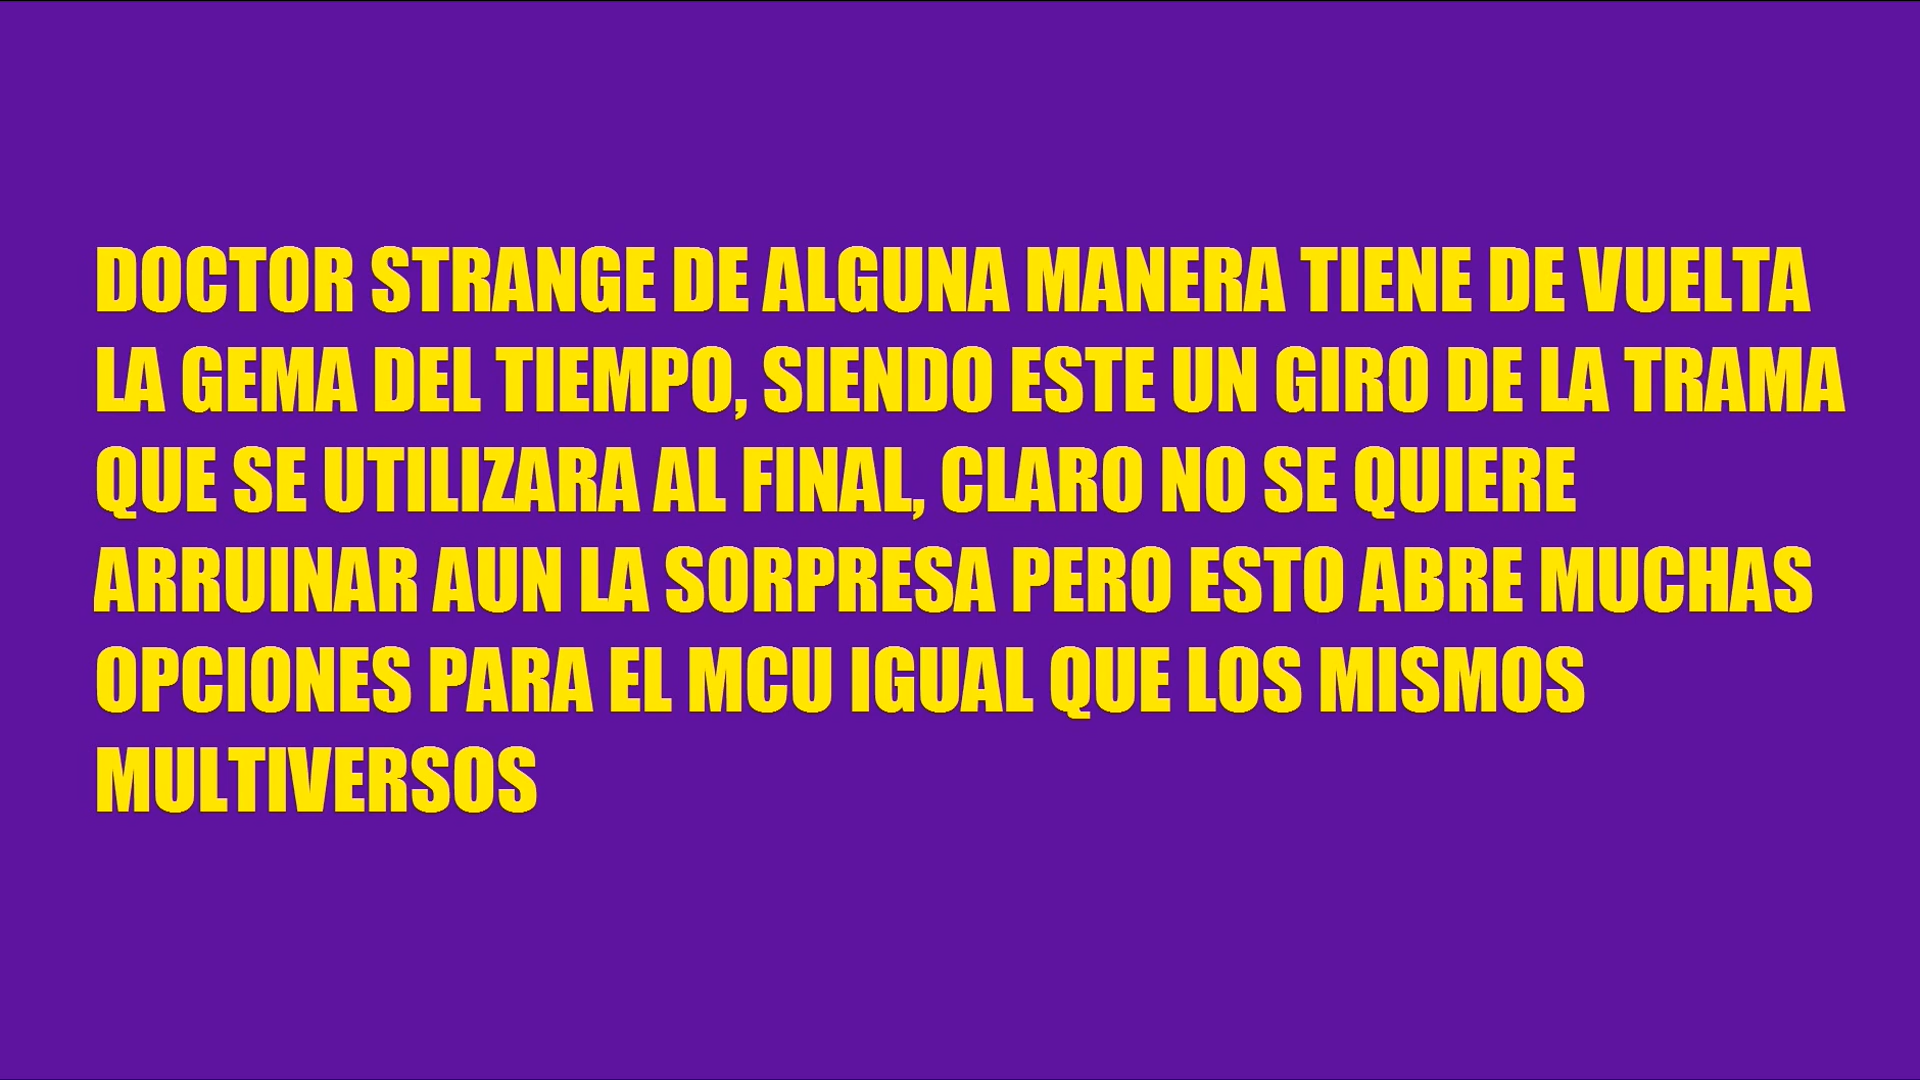 DOCTOR STRANGE DE ALGUNA MANERA TIENE DE VUELTA
LA GEMA DEL TIEMPO, SIENDO ESTE UN GIRO DE LA TRAMA
QUE SE UTILIZARA AL FINAL, CLARO NO SE QUIERE
ARRUINAR AUN LA SORPRESA PERO ESTO ABRE MUCHAS
OPCIONES PARA EL MCU IGUAL QUE LOS MISMOS
MULTIVERSOS